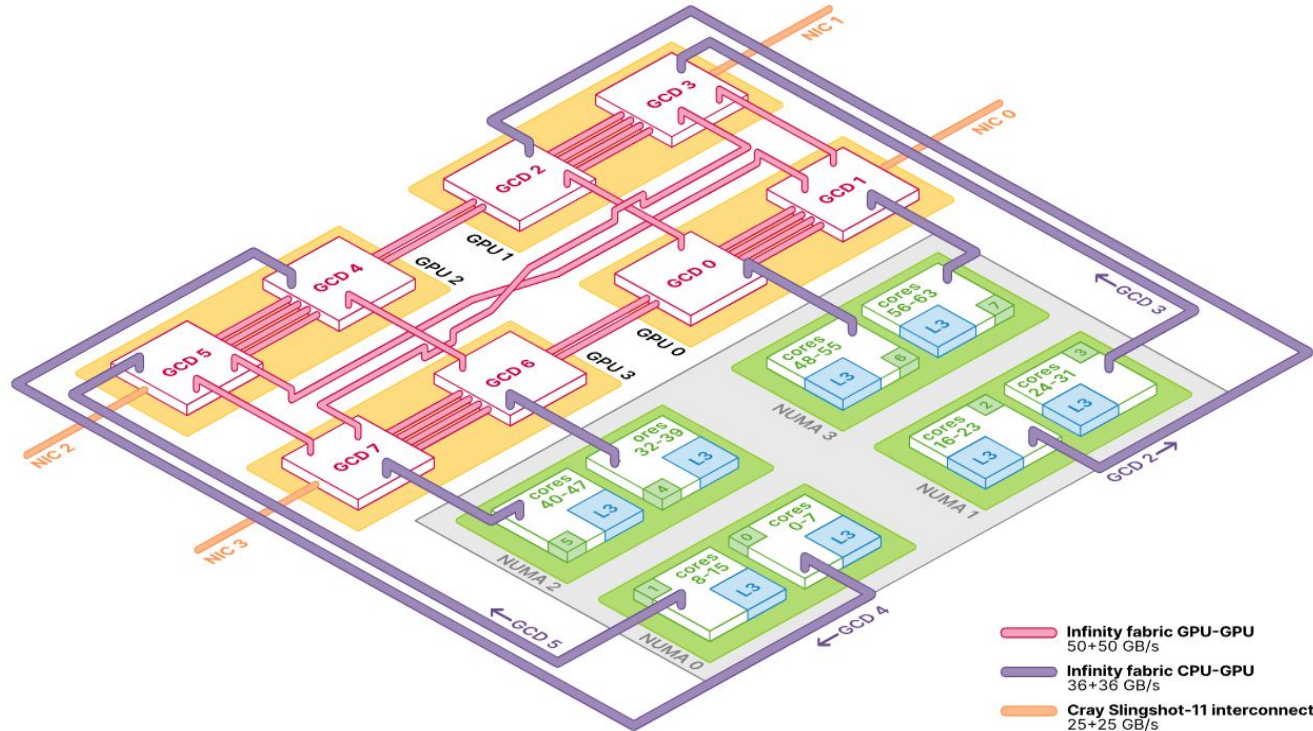 NIC 1
GCD 3
NIC 0
GCD 2
GCD 1
GPU 1
GCD 4
GPU 2
GCD 0
GPU 0
GCD 5
GCD 6
GPU 3
NIC 2
GCD 7
NIC 3
cores
56-63
7
L3
cores
48-55
6
L3
NUMA 3
←GCD 3
cores
24-31
3
L3
cores
16-23
2
L3
NUMA 1
GCD 2→
ores
32-39
4
L3
cores
40-47
5
L3
NUMA 2
cores
0-7
0
L3
cores
8-15
1
L3
NUMA 0
←GCD 5
←GCD 4
Infinity fabric GPU-GPU
50+50 GB/s
Infinity fabric CPU-GPU
36+36 GB/s
Cray Slingshot-11 interconnect
25+25 GB/s